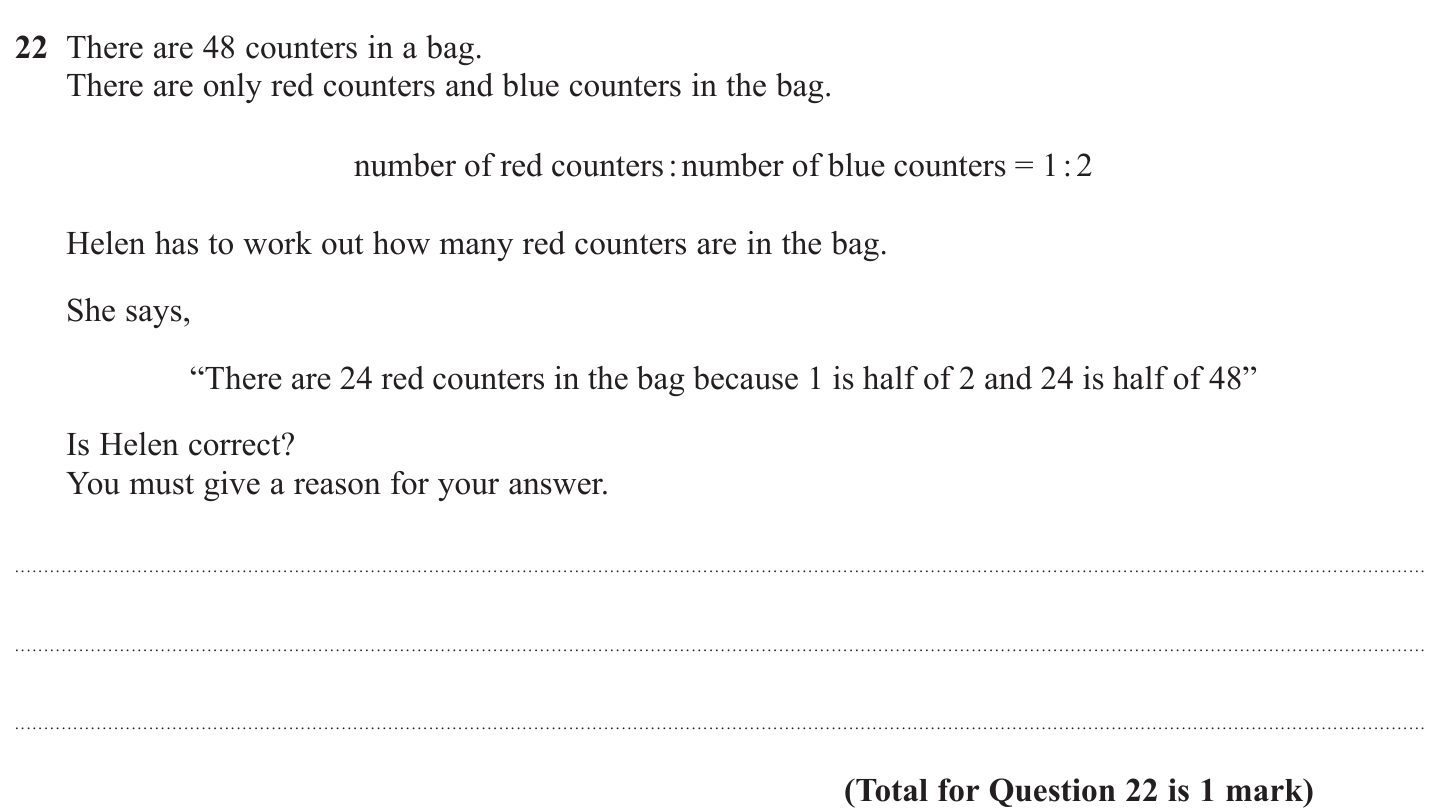 22 There are 48 counters in a bag.
There are only red counters and blue counters in the bag.
number of red counters : number of blue counters = 1 : 2
Helen has to work out how many red counters are in the bag.
She says,
“There are 24 red counters in the bag because 1 is half of 2 and 24 is half of 48”
Is Helen correct?
You must give a reason for your answer.
(Total for Question 22 is 1 mark)